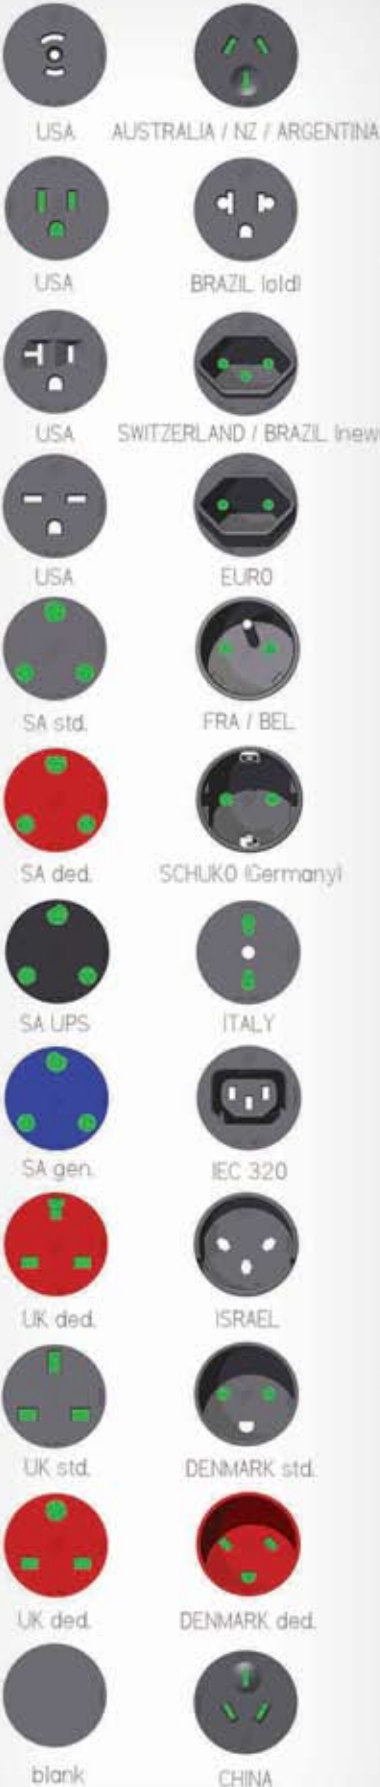 USA
AUSTRALIA / NZ / ARGENTINA
USA
BRAZIL (old)
USA
SWITZERLAND / BRAZIL (new
USA
EURO
SA std.
FRA / BEL
SA ded.
SCHUKO (Germany)
SA UPS
ITALY
SA gen.
IEC 320
UK ded.
ISRAEL
UK std.
DENMARK std.
UK ded.
DENMARK ded.
blank
CHINA